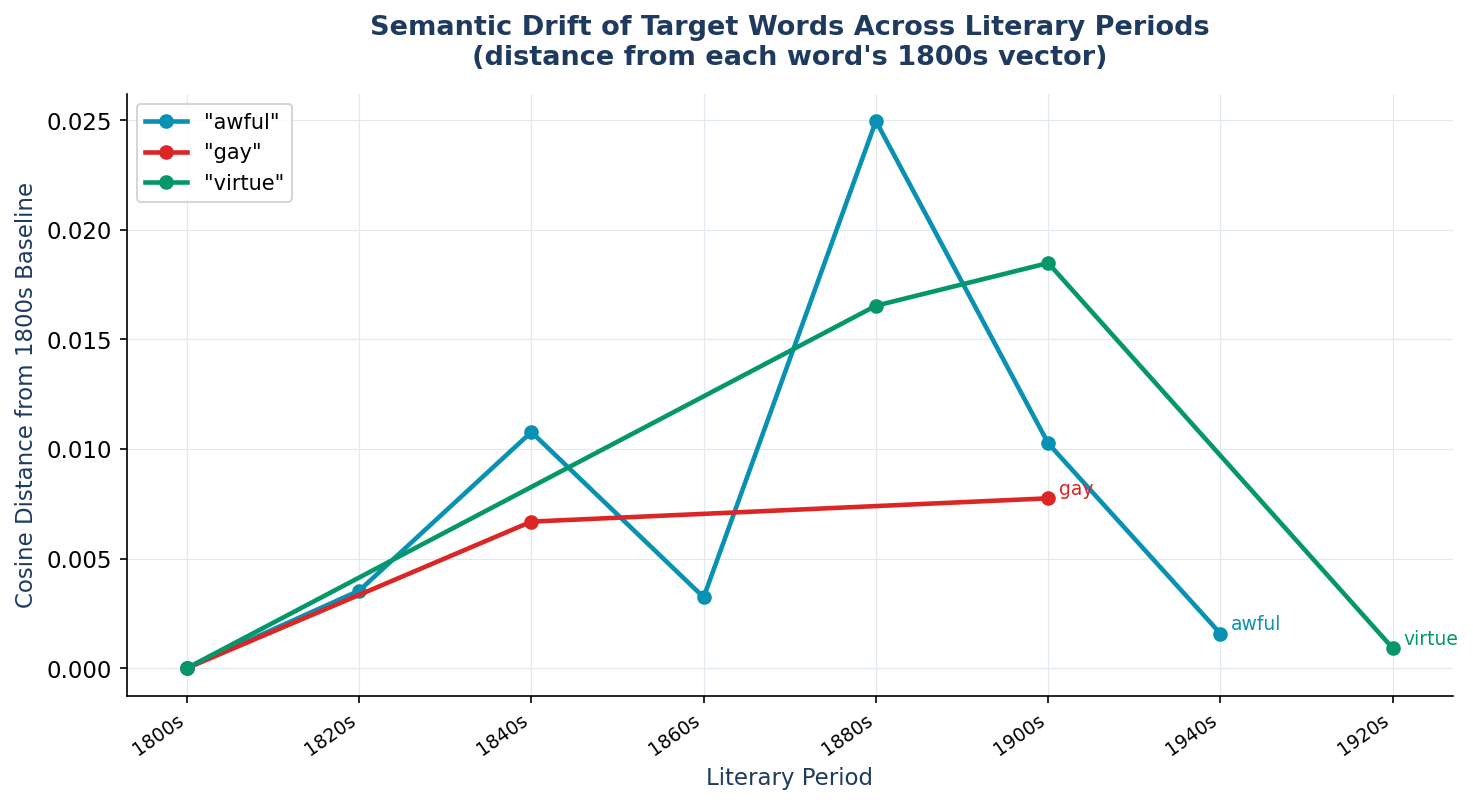 Semantic Drift of Target Words Across Literary Periods
(distance from each word's 1800s vector)
"awful"
"gay"
"virtue"
Cosine Distance from 1800s Baseline
0.025
0.020
0.015
0.010
0.005
0.000
gay
awful
virtue
1800s
1820s
1840s
1860s
1880s
1900s
1940s
1920s
Literary Period